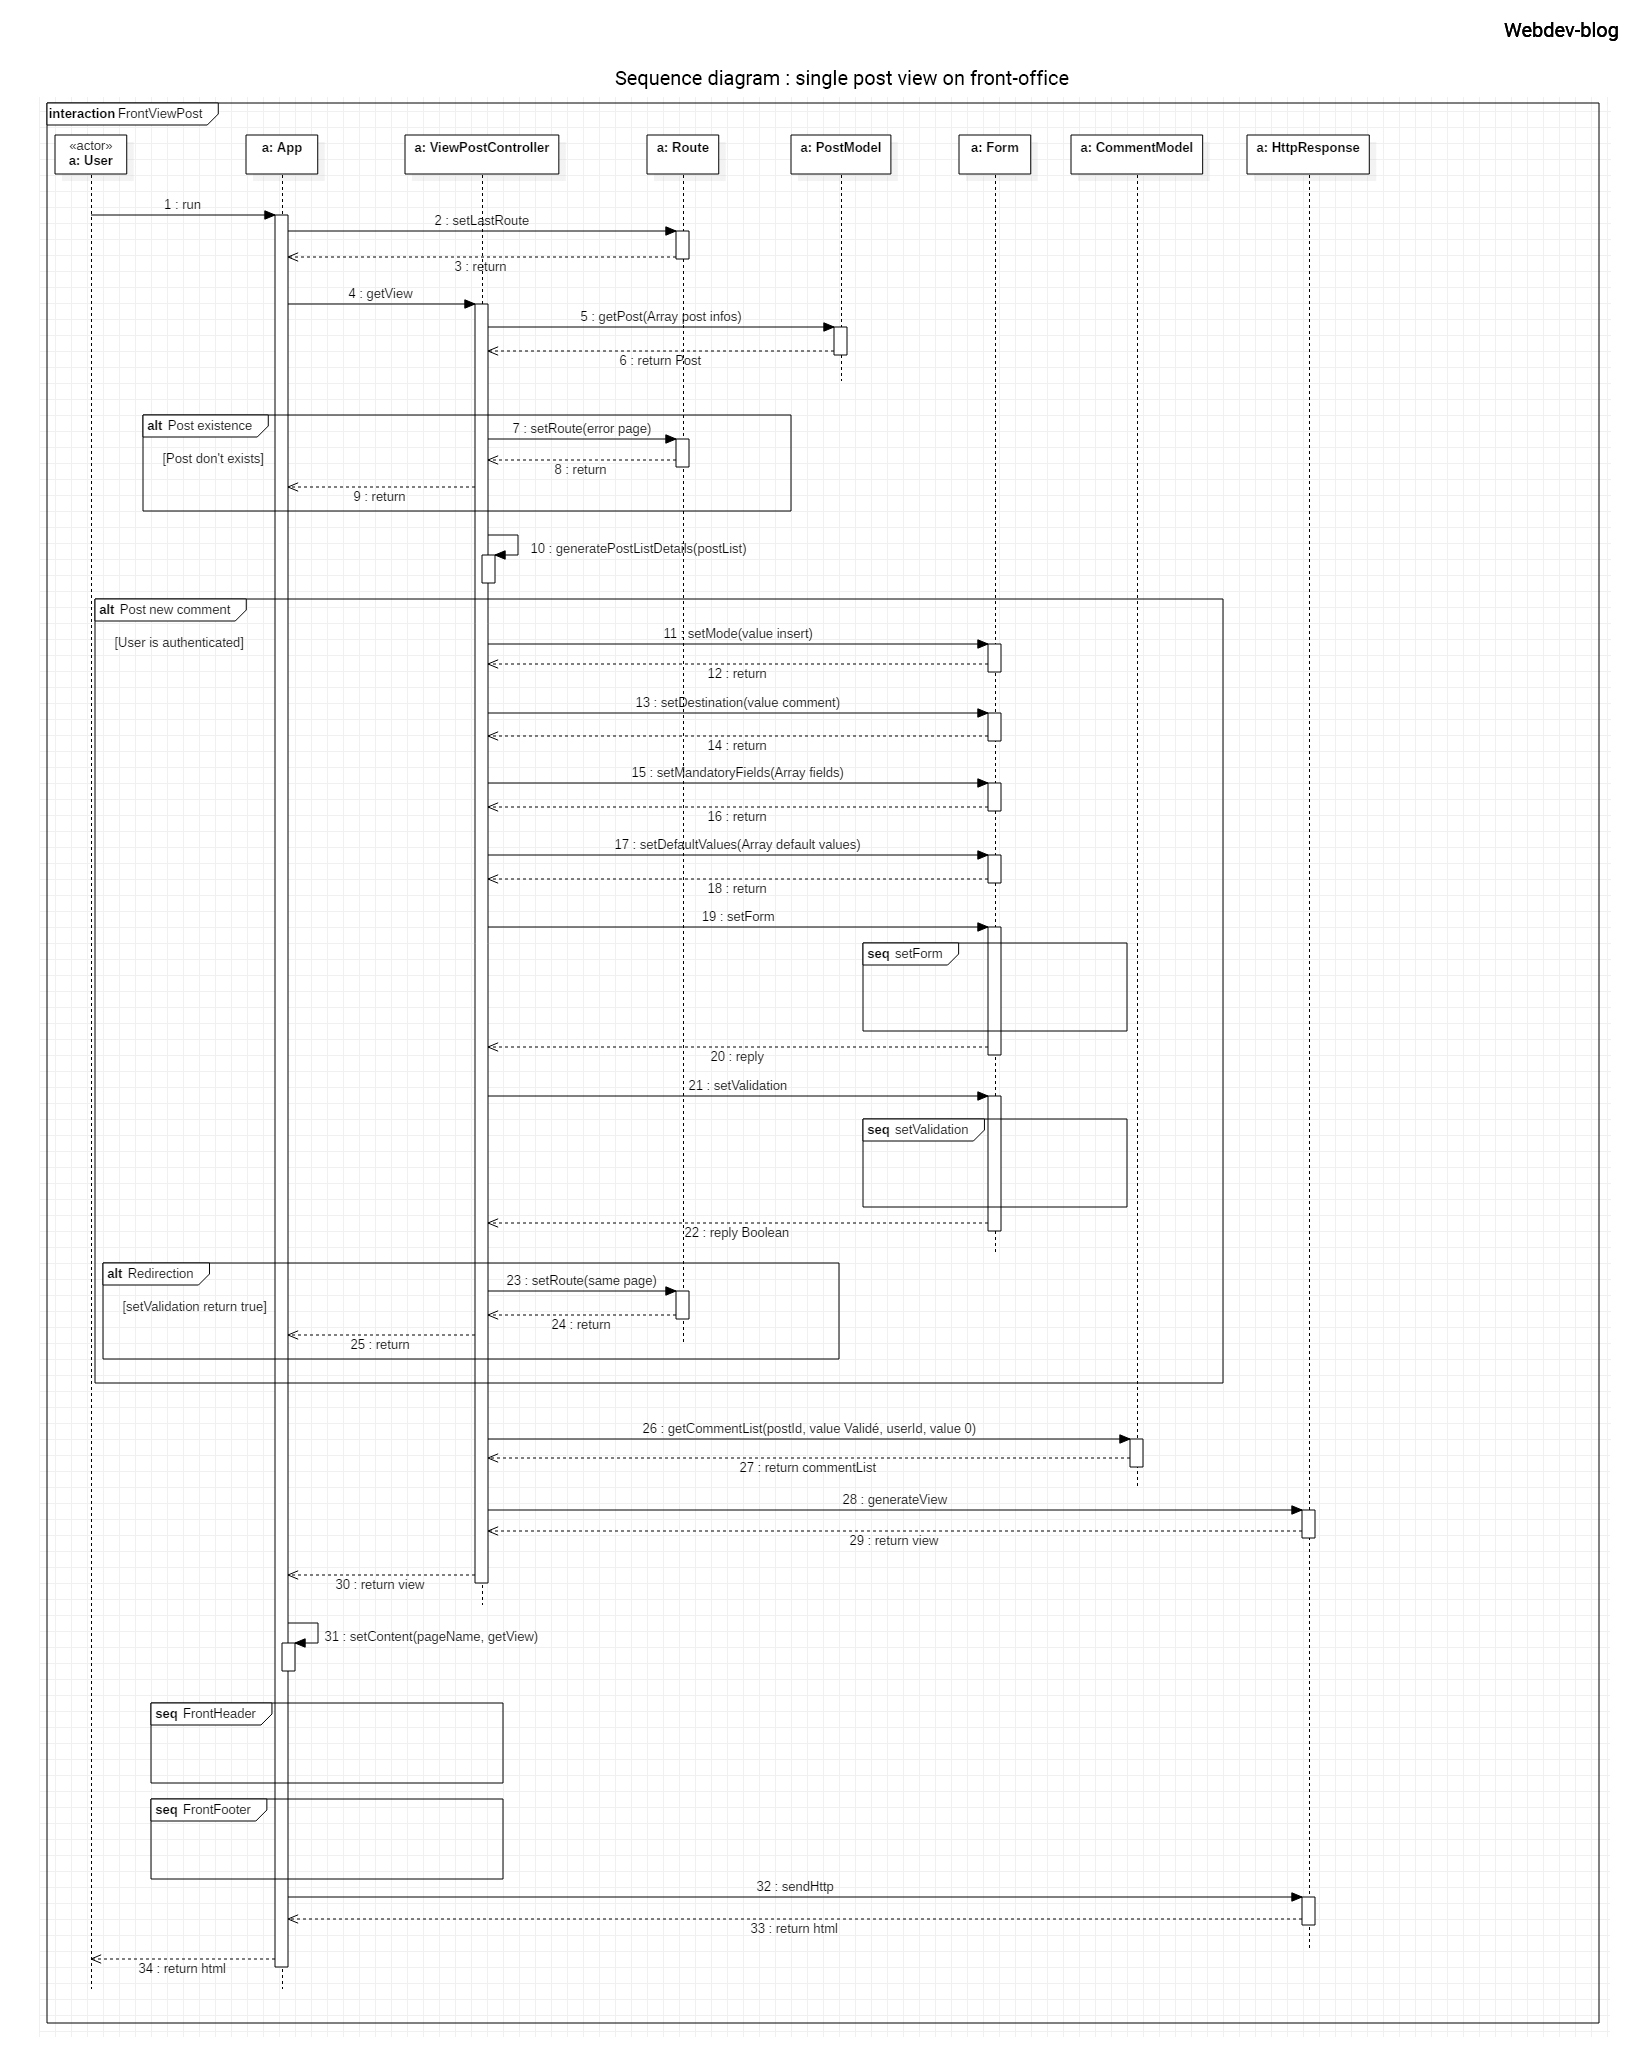 Webdev-blog
Sequence diagram : single post view on front-office
interaction FrontViewPost
«actor»
a: User
a: App
a: ViewPostController
a: Route
a: PostModel
a: Form
a: CommentModel
a: HttpResponse
1 : run
2 : setLastRoute
3 : return
4 : getView
5 : getPost(Array post infos)
6 : return Post
alt Post existence
7 : setRoute(error page)
[Post don't exists]
8 : return
9 : return
10 : generatePostListDetails(postList)
alt Post new comment
[User is authenticated]
11 : setMode(value insert)
12 : return
13 : setDestination(value comment)
14 : return
15 : setMandatoryFields(Array fields)
16 : return
17 : setDefaultValues(Array default values)
18 : return
19 : setForm
seq setForm
20 : reply
21 : setValidation
seq setValidation
22 : reply Boolean
alt Redirection
23 : setRoute(same page)
[setValidation return true]
24 : return
25 : return
26 : getCommentList(postId, value Validé, userId, value 0)
27 : return commentList
28 : generateView
29 : return view
30 : return view
31 : setContent(pageName, getView)
seq FrontHeader
seq FrontFooter
32 : sendHttp
33 : return html
34 : return html